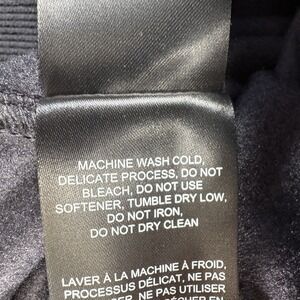 MACHINE WASH COLD,
DELICATE PROCESS, DO NOT
BLEACH, DO NOT USE
SOFTENER, TUMBLE DRY LOW,
DO NOT IRON,
DO NOT DRY CLEAN
LAVER À LA MACHINE À FROID,
PROCESSUS DÉLICAT, NE PAS
NE PAS UTILISER